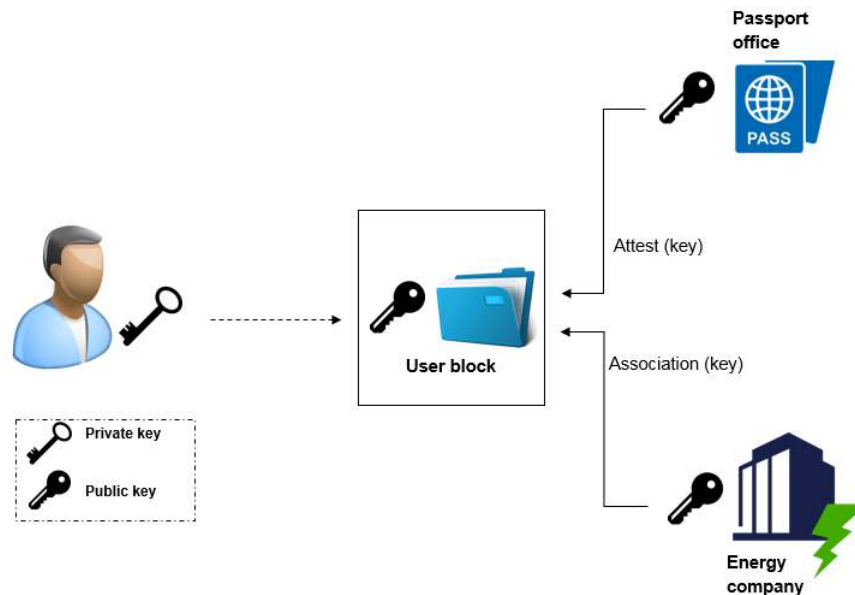 Passport
office
PASS
Attest (key)
User block
Association (key)
Private key
Public key
Energy
company